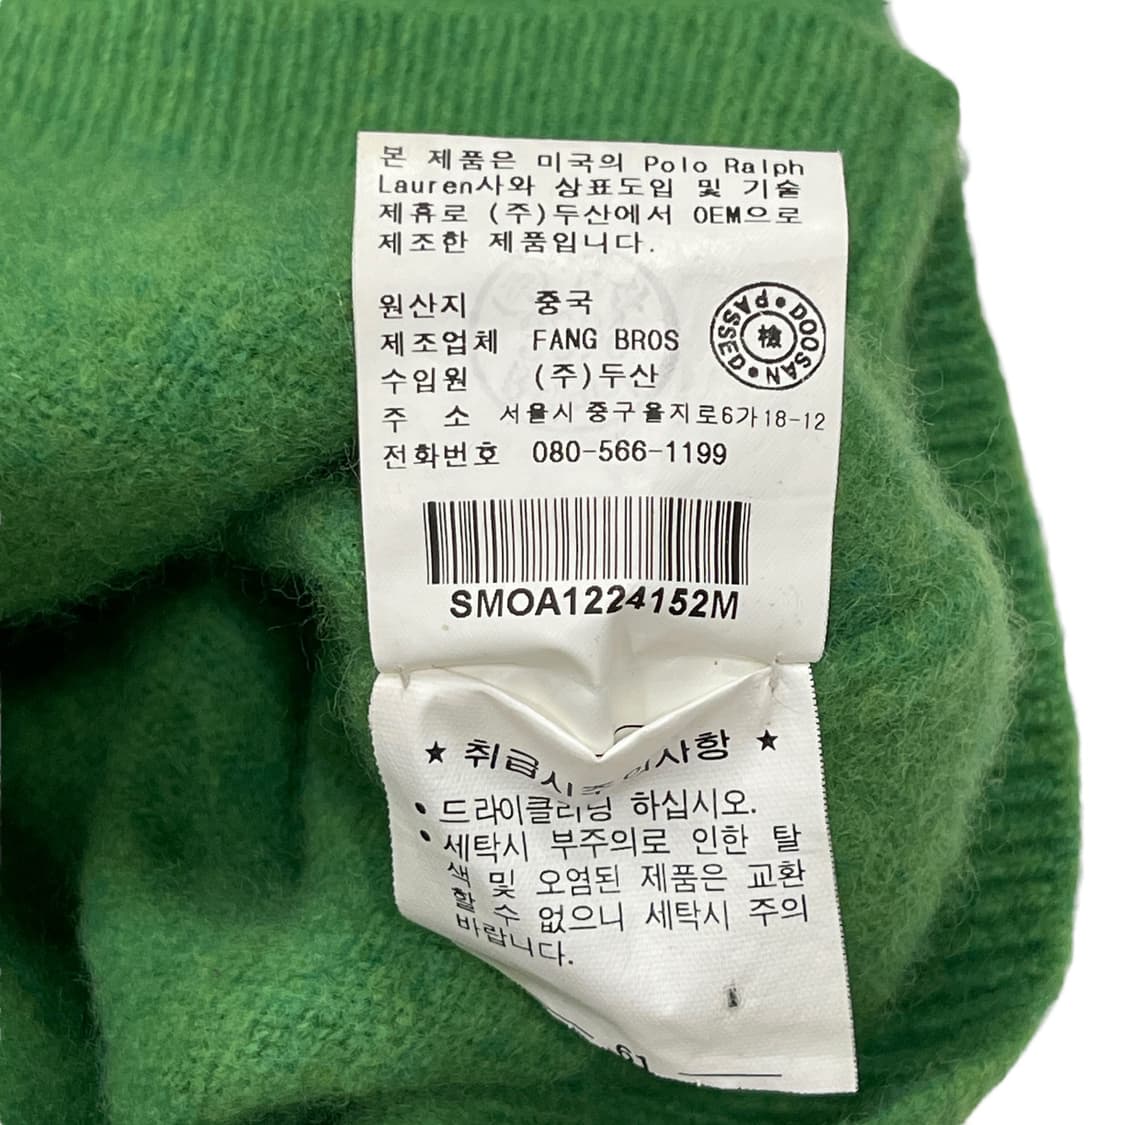 본 제품은 미국의 Polo Ralph
Lauren사와 상표도입 및 기술
제휴로 (주)두산에서 OEM으로
제조한 제품입니다.
원산지 중국
제조업체 FANG BROS
수입원 (주)두산
주 소 서울시 중구 을지로6가 18-12
전화번호 080-566-1199
DOOSAN • PASSED •
檢
SMOA1224152M
★ 취급시 주의사항 ★
• 드라이클리닝 하십시오.
• 세탁시 부주의로 인한 탈
색 및 오염된 제품은 교환
할 수 없으니 세탁시 주의
바랍니다.
61